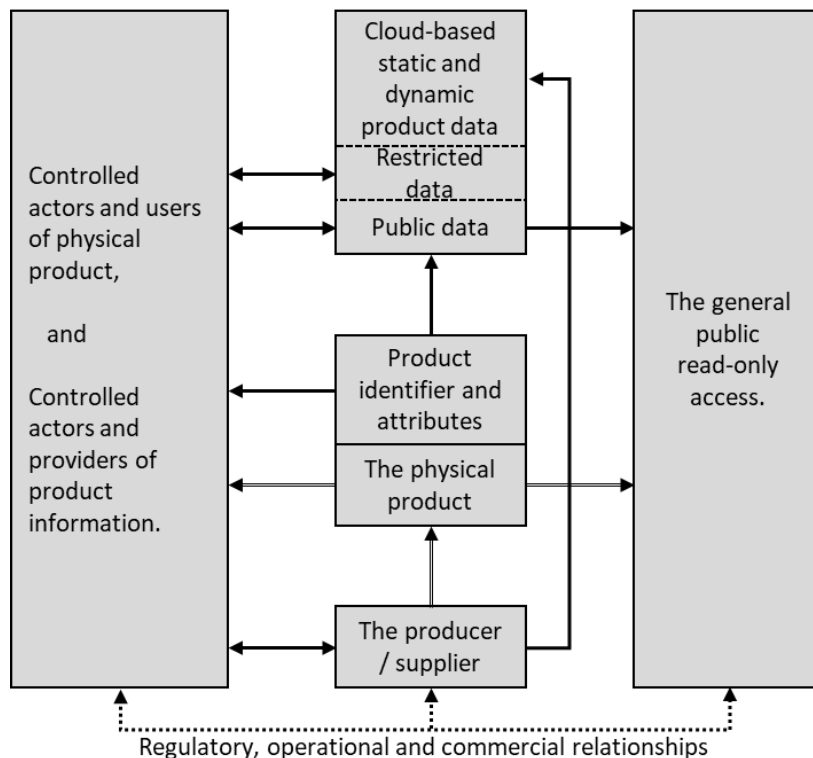 Cloud-based
static and
dynamic
product data
Restricted
data
Public data
Controlled
actors and users
of physical
product,
and
Controlled
actors and
providers of
product
information.
Product
identifier and
attributes
The physical
product
The producer
/ supplier
The general
public
read-only
access.
Regulatory, operational and commercial relationships